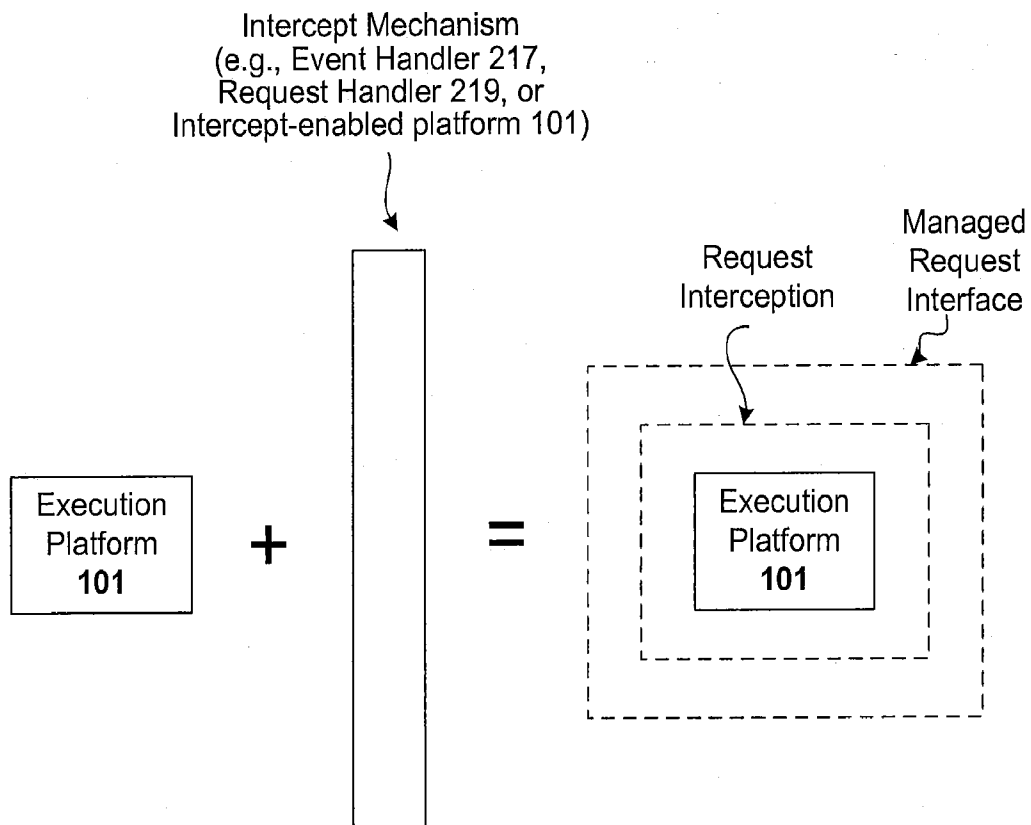 Intercept Mechanism
(e.g., Event Handler 217,
Request Handler 219, or
Intercept-enabled platform 101)
Managed
Request
Interface
Request
Interception
Execution
Platform
101
+
=
Execution
Platform
101